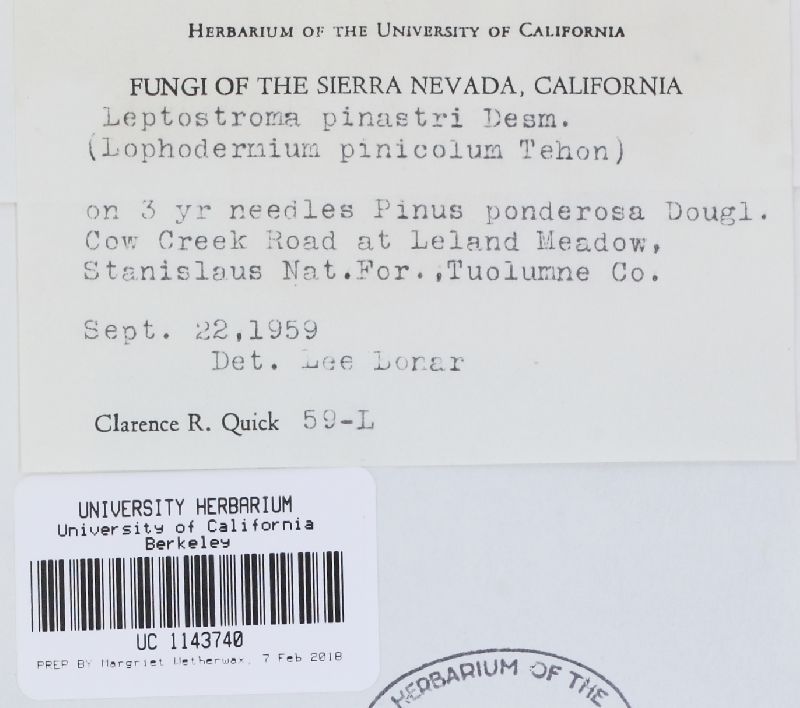 HERBARIUM OF THE UNIVERSITY OF CALIFORNIA
FUNGI OF THE SIERRA NEVADA, CALIFORNIA
Leptostroma pinastri Desm.
(Lophodermium pinicolum Tehon)
on 3 yr needles Pinus ponderosa Dougl.
Cow Creek Road at Leland Meadow,
Stanislaus Nat.For.,Tuolumne Co.
Sept. 22,1959
Det. Lee Bonar
Clarence R. Quick 59-L
UNIVERSITY HERBARIUM
University of California
Berkeley
UC 1143740
PREP BY Margriet Wetherwax, 7 Feb 2018
HERBARIUM OF THE